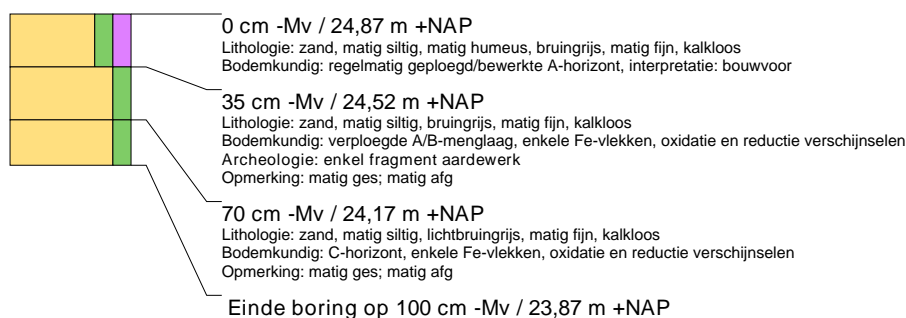 0 cm -Mv / 24,87 m +NAP
Lithologie: zand, matig siltig, matig humeus, bruingrijs, matig fijn, kalkloos
Bodemkundig: regelmatig geploegd/bewerkte A-horizont, interpretatie: bouwvoor
35 cm -Mv / 24,52 m +NAP
Lithologie: zand, matig siltig, bruingrijs, matig fijn, kalkloos
Bodemkundig: verploegde A/B-menglaag, enkele Fe-vlekken, oxidatie en reductie verschijnselen
Archeologie: enkel fragment aardewerk
Opmerking: matig ges; matig afg
70 cm -Mv / 24,17 m +NAP
Lithologie: zand, matig siltig, lichtbruingrijs, matig fijn, kalkloos
Bodemkundig: C-horizont, enkele Fe-vlekken, oxidatie en reductie verschijnselen
Opmerking: matig ges; matig afg
Einde boring op 100 cm -Mv / 23,87 m +NAP